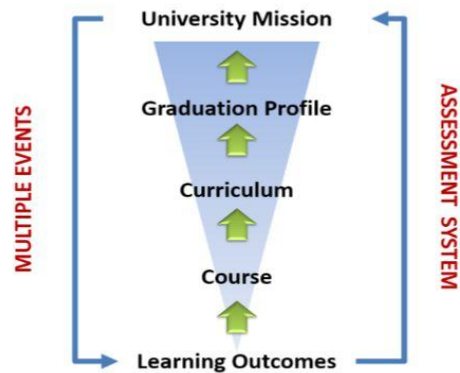 University Mission
Graduation Profile
Curriculum
Course
Learning Outcomes
MULTIPLE EVENTS
ASSESSMENT SYSTEM